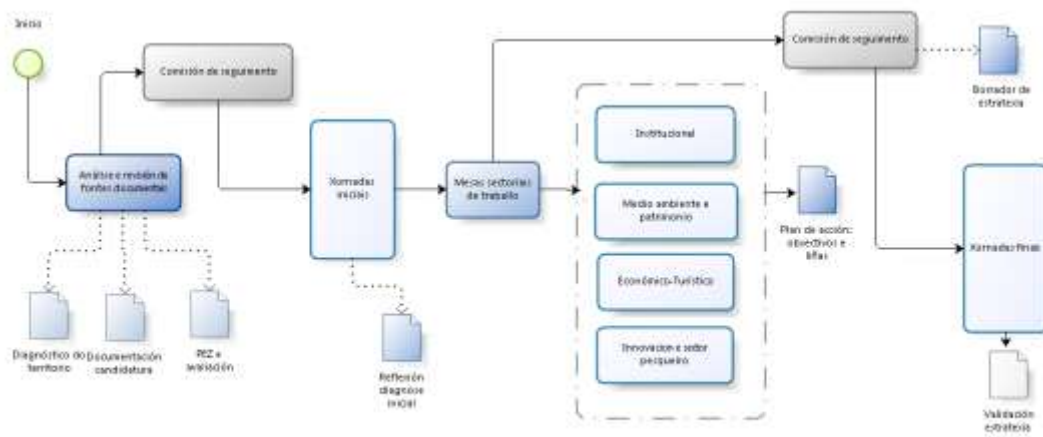 Inicio
Comisión de seguimento
Análise e revisión de
fontes documentais
Diagnóstico do
territorio
Documentación
candidatura
PEZ e
avaliación
Xornadas
iniciais
Reflexión
diagnose
inicial
Mesas sectoriais
de traballo
Institucional
Medio ambiente e
patrimonio
Económico-Turística
Innovacion e sector
pesqueiro
Plan de acción:
obxectivos e
liñas
Comisión de seguimento
Borrador de
estratexia
Xornadas Finais
Validación
estratexia